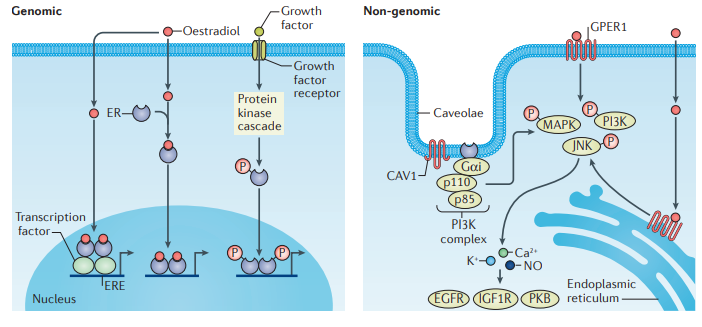 Genomic
Oestradiol
Growth
factor
Growth
factor
receptor
ER
Protein
kinase
cascade
P
Transcription
factor
ERE
P
P
Nucleus
Non-genomic
GPER1
Caveolae
P
MAPK
P
PI3K
JNK
P
CAV1
Gαi
p110
p85
PI3K
complex
Ca²⁺
K⁺
NO
EGFR
IGF1R
PKB
Endoplasmic
reticulum